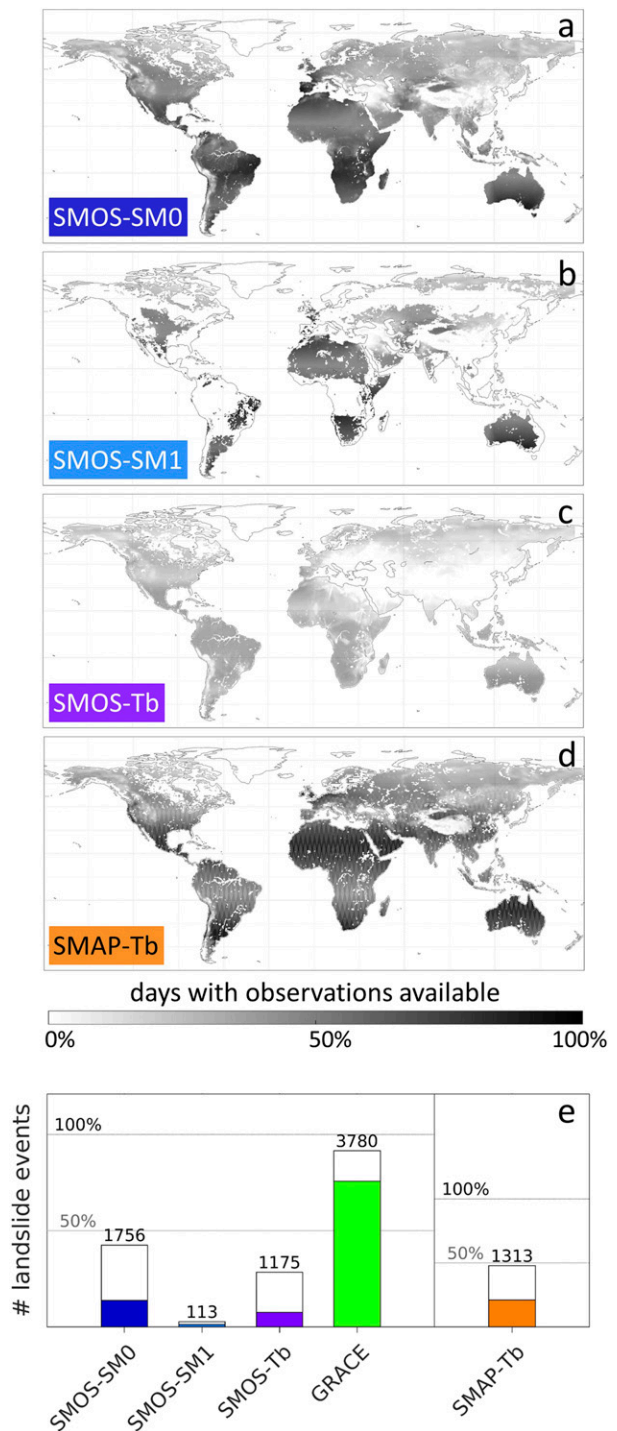 a
SMOS-SM0
b
SMOS-SM1
c
SMOS-Tb
d
SMAP-Tb
days with observations available
0% 50% 100%
e
# landslide events
100%
50%
1756
113
1175
3780
100%
50%
1313
SMOS-SM0
SMOS-SM1
SMOS-Tb
GRACE
SMAP-Tb